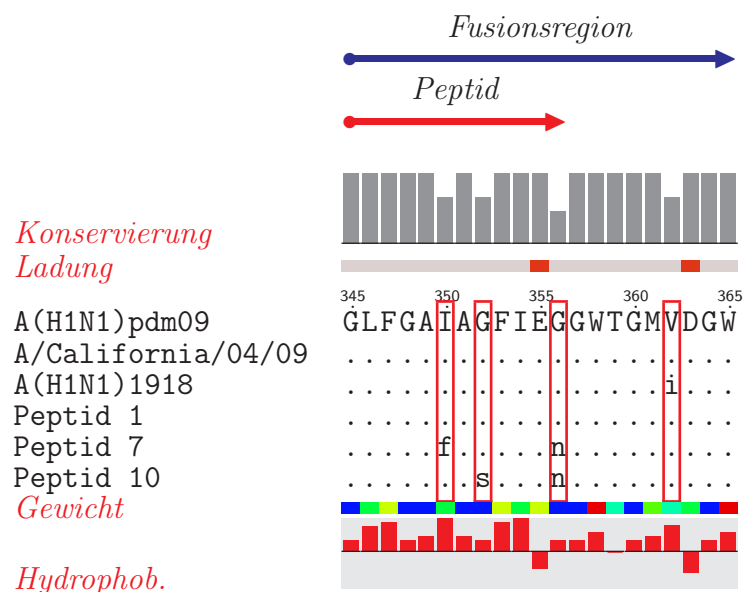 Fusionsregion
Peptid
Konservierung
Ladung
345 350 355 360 365
A(H1N1)pdm09 GLFGAIAGFIEGGWTGMVDGW
A/California/04/09 .....................
A(H1N1)1918 .................i...
Peptid 1 .....................
Peptid 7 .....f.....n.........
Peptid 10 .......s...n.........
Gewicht
Hydrophob.